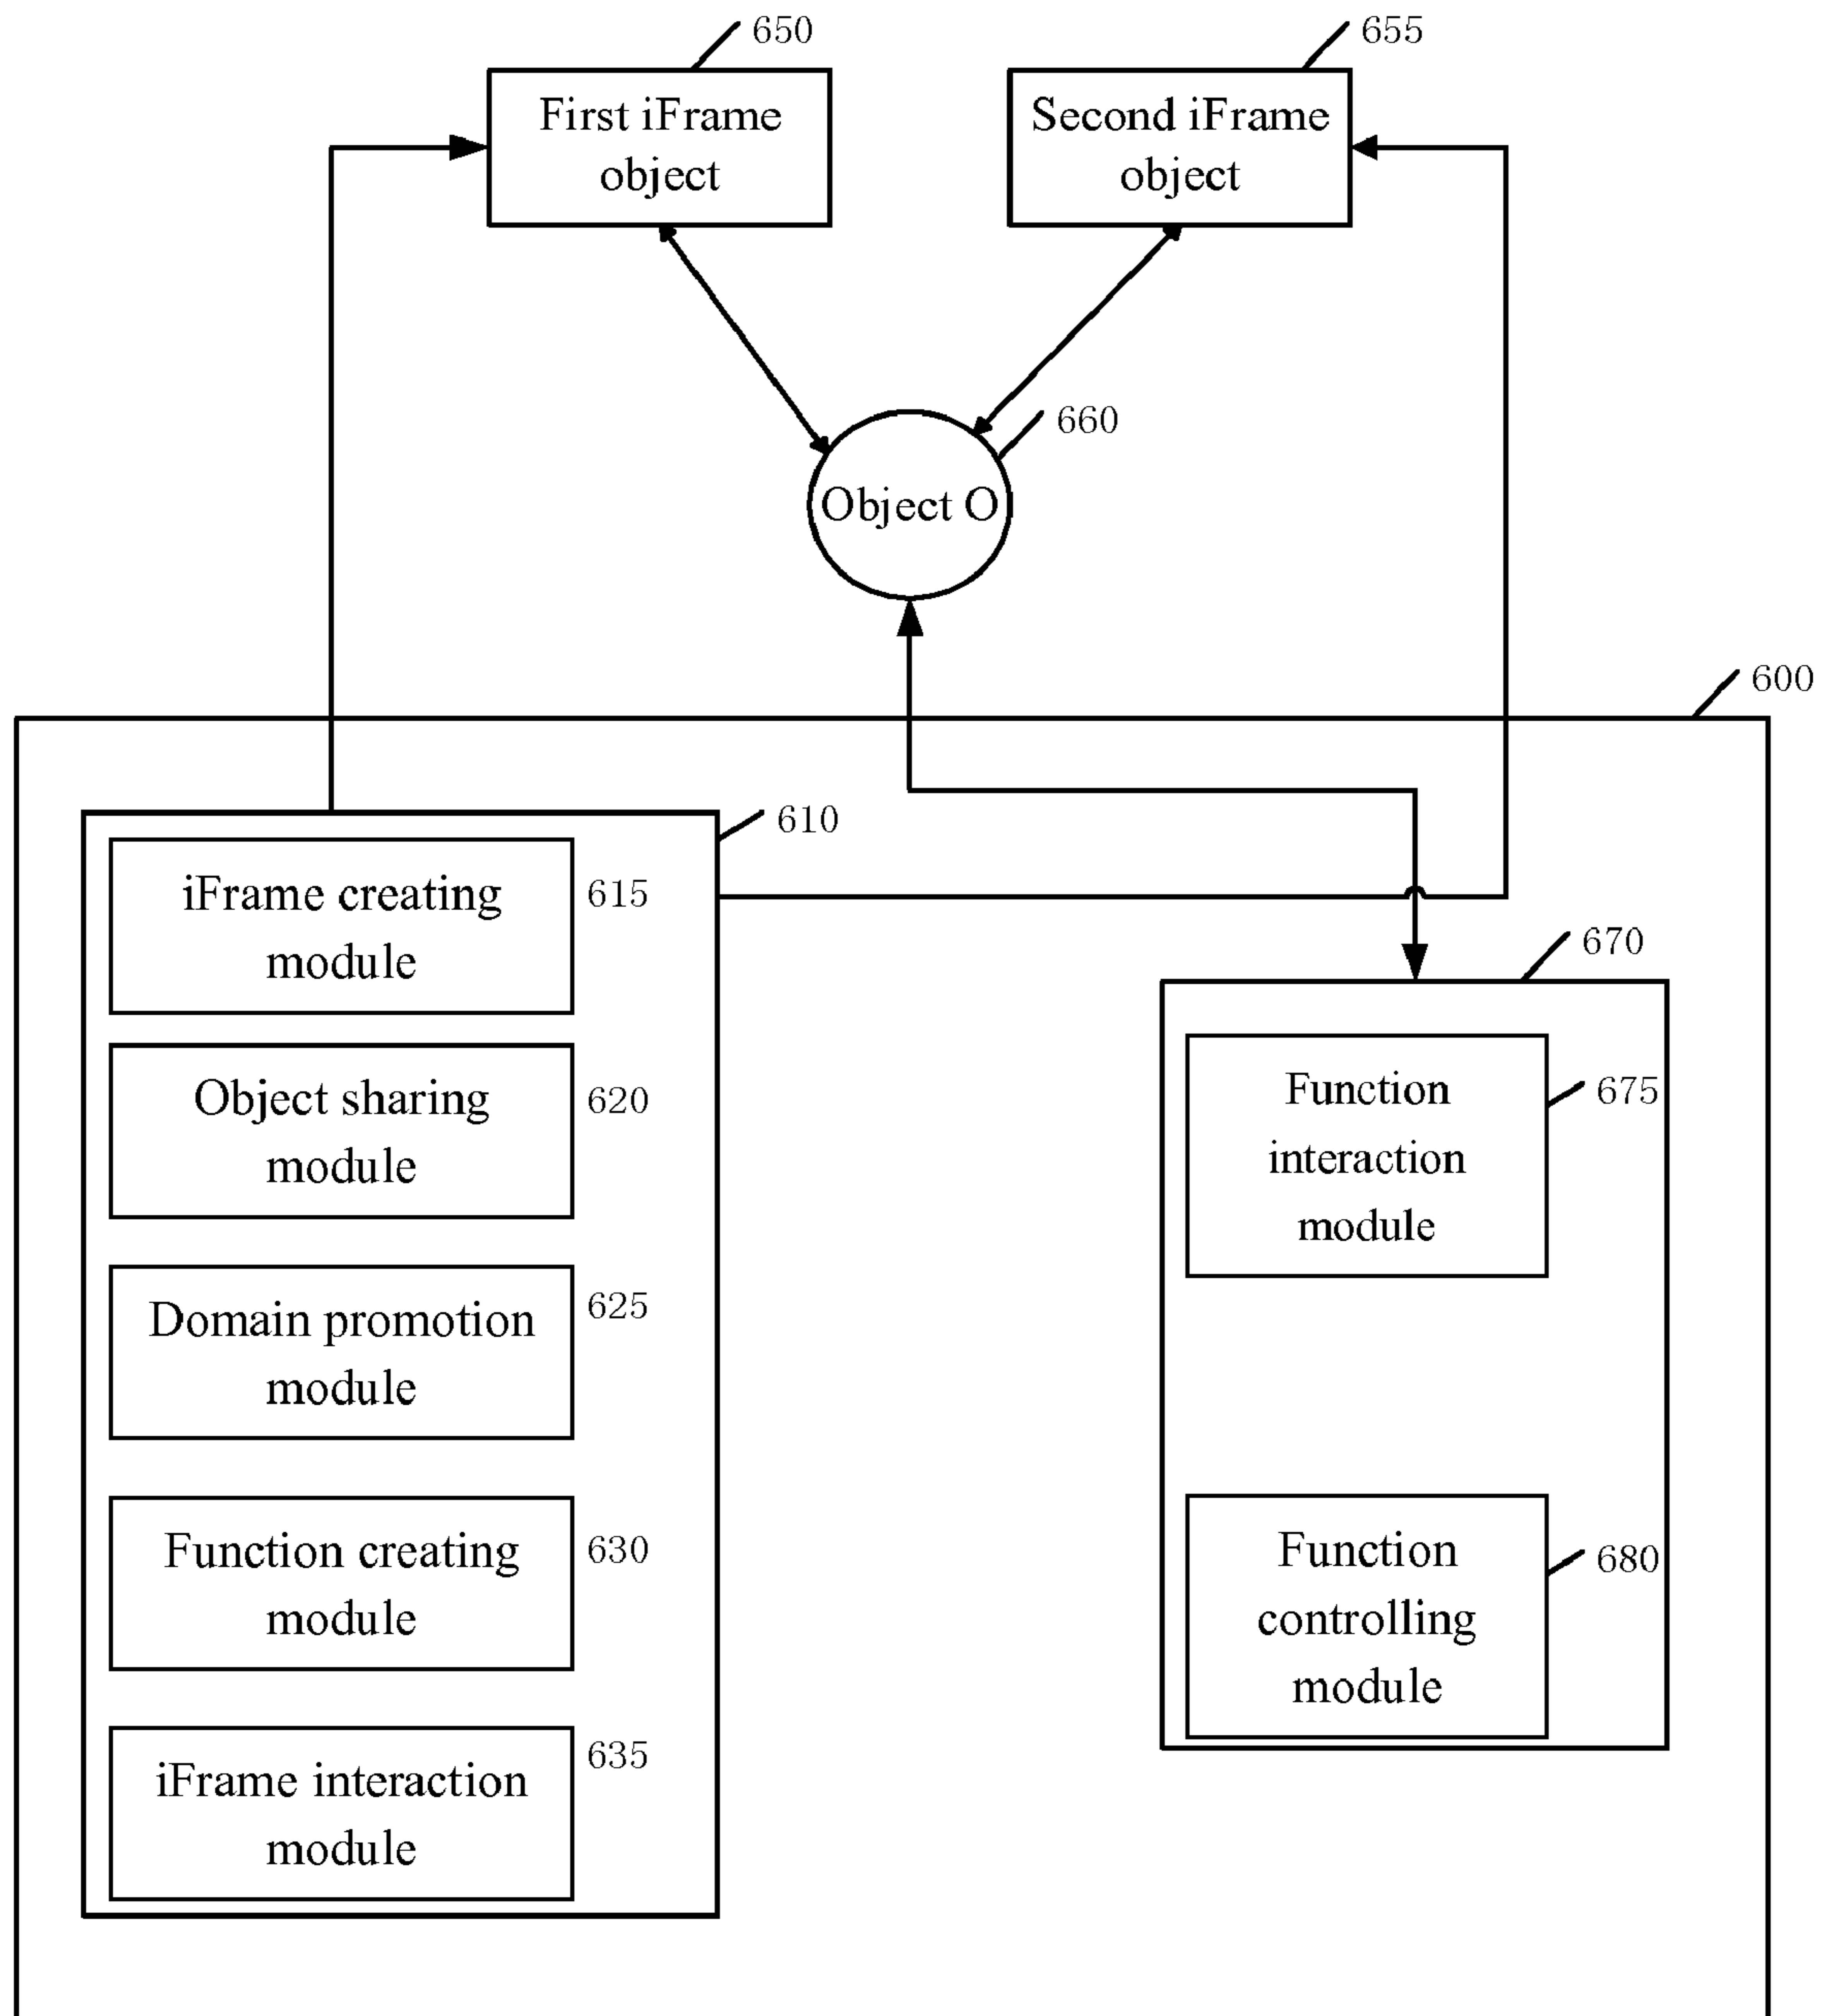 650
655
First iFrame
object
Second iFrame
object
660
Object O
600
610
iFrame creating
module
615
670
Object sharing
module
620
Function
interaction
module
675
Domain promotion
module
625
Function creating
module
630
Function
controlling
module
680
iFrame interaction
module
635